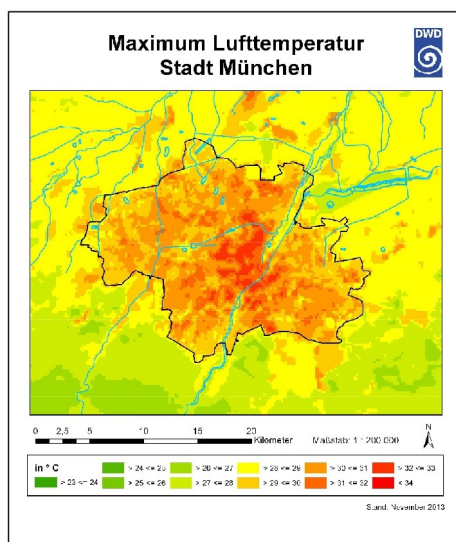 Maximum Lufttemperatur
Stadt München
DWD
0 2,5 5 10 15 20
Kilometer
Maßstab: 1 : 200 000
N
in ° C
> 24 <= 25 > 26 <= 27 > 28 <= 29 > 30 <= 31 > 32 <= 33
> 23 <= 24 > 25 <= 26 > 27 <= 28 > 29 <= 30 > 31 <= 32 < 34
Stand: November 2013